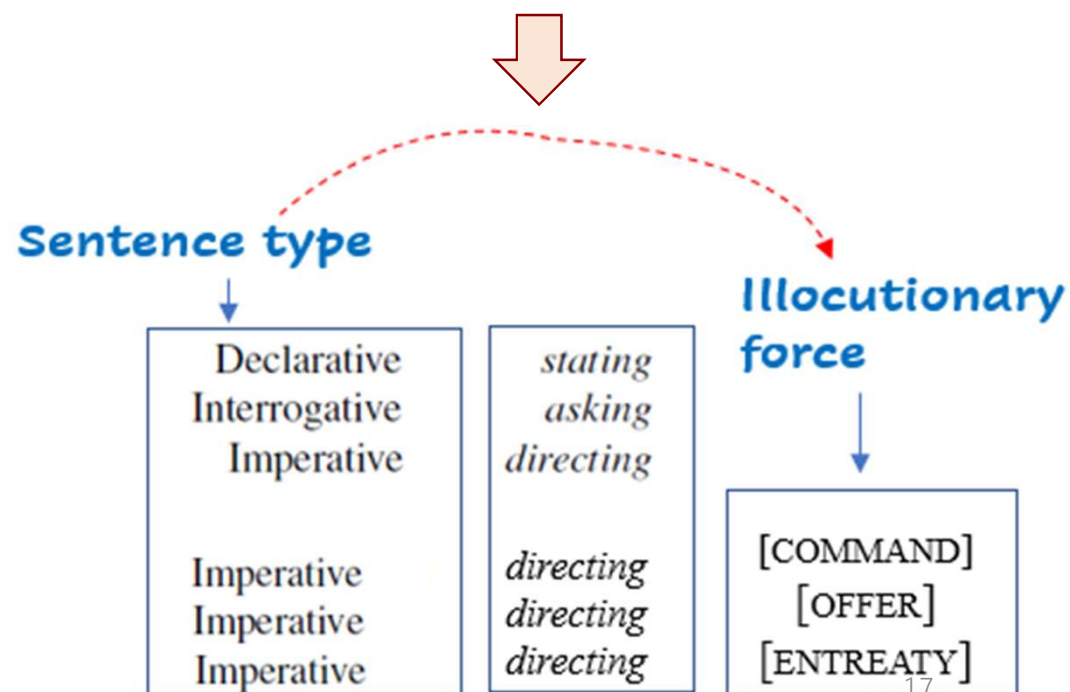 Sentence type
Illocutionary
force
Declarative stating
Interrogative asking
Imperative directing
Imperative directing [COMMAND]
Imperative directing [OFFER]
Imperative directing [ENTREATY]
17